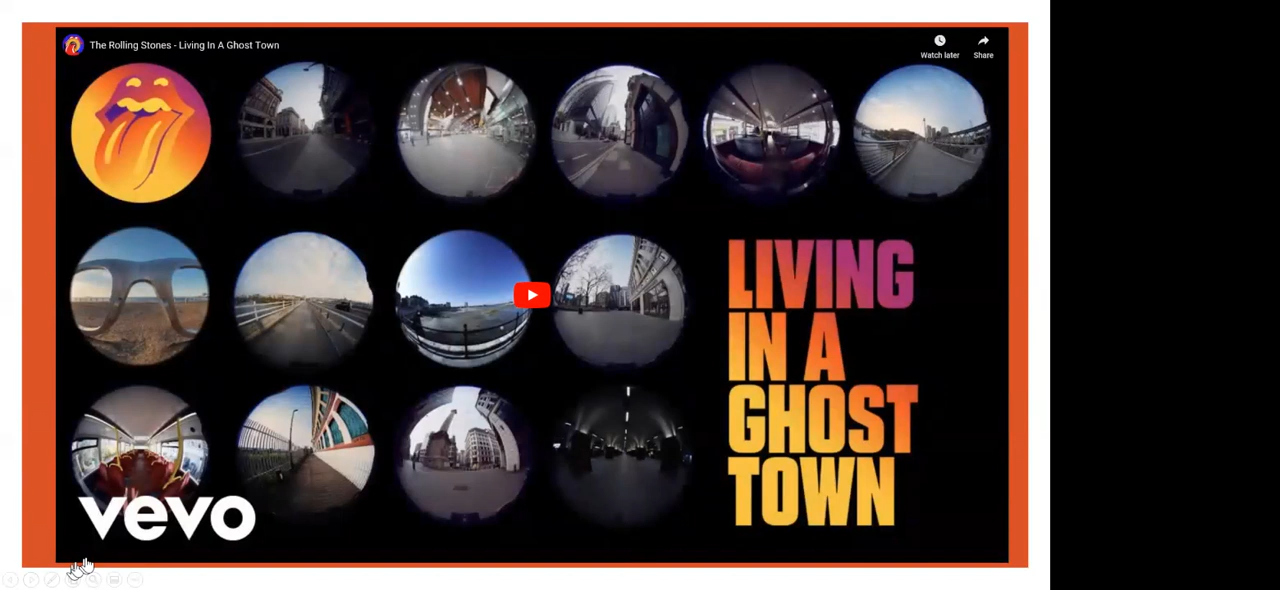 The Rolling Stones - Living In A Ghost Town
Watch later
Share
LIVING
IN A
GHOST
TOWN
vevo